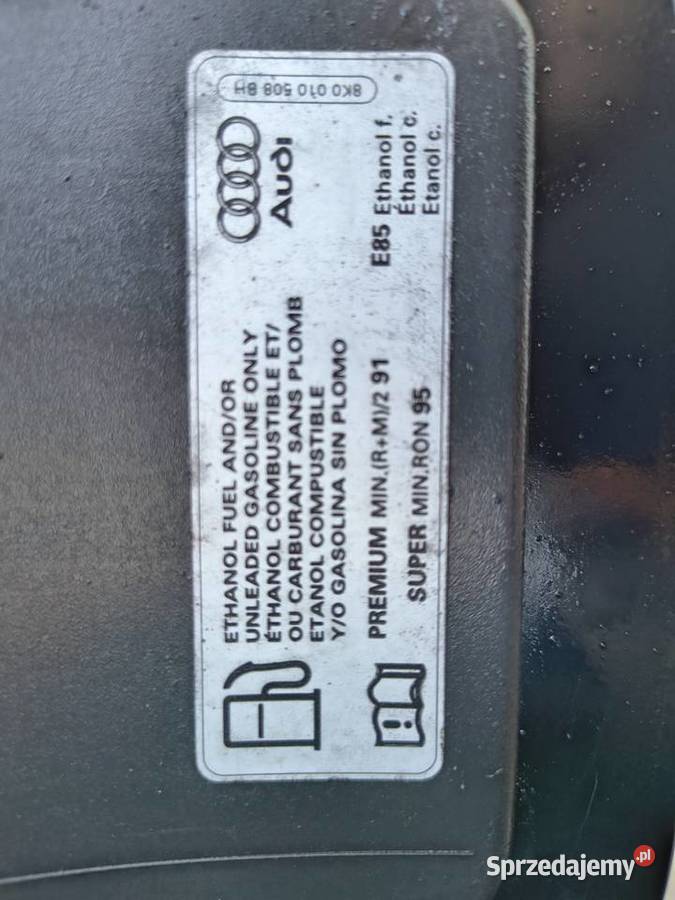 8K0 010 508 BH
Audi
ETHANOL FUEL AND/OR
UNLEADED GASOLINE ONLY
ÉTHANOL COMBUSTIBLE ET/
OU CARBURANT SANS PLOMB
ETANOL COMPUSTIBLE
Y/O GASOLINA SIN PLOMO
PREMIUM MIN.(R+M)/2 91
SUPER MIN.RON 95
E85 Ethanol f.
Éthanol c.
Etanol c.
Sprzedajemy.pl